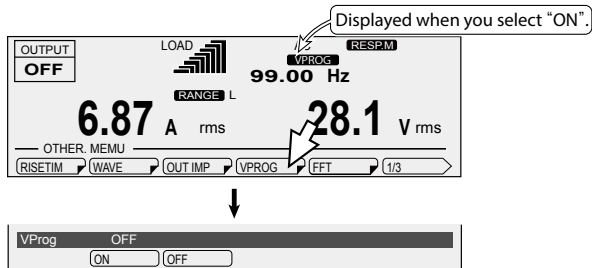 Displayed when you select “ON”.
OUTPUT
OFF
LOAD
RESP.M
VPROG
99.00 Hz
RANGE L
6.87 A rms
28.1 V rms
OTHER. MEMU
RISETIM WAVE OUT IMP VPROG FFT 1/3
VProg OFF
ON OFF